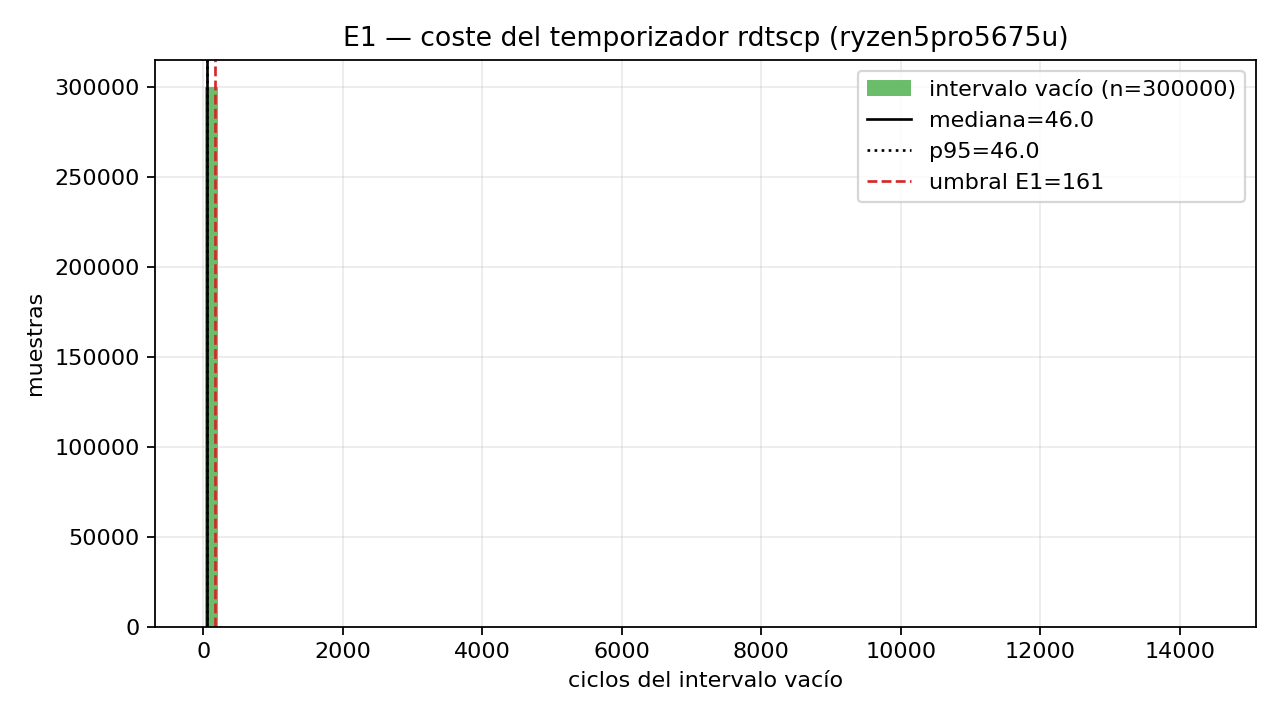 E1 — coste del temporizador rdtscp (ryzen5pro5675u)
intervalo vacío (n=300000)
mediana=46.0
p95=46.0
umbral E1=161
muestras
300000
250000
200000
150000
100000
50000
0
0 2000 4000 6000 8000 10000 12000 14000
ciclos del intervalo vacío